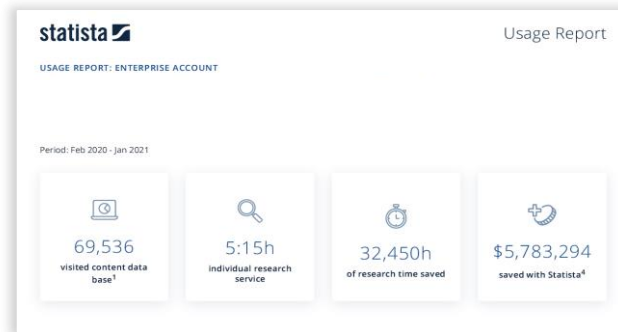 statista
Usage Report
USAGE REPORT: ENTERPRISE ACCOUNT
Period: Feb 2020 - Jan 2021
69,536
visited content data
base¹
5:15h
individual research
service
32,450h
of research time saved
$5,783,294
saved with Statista⁴